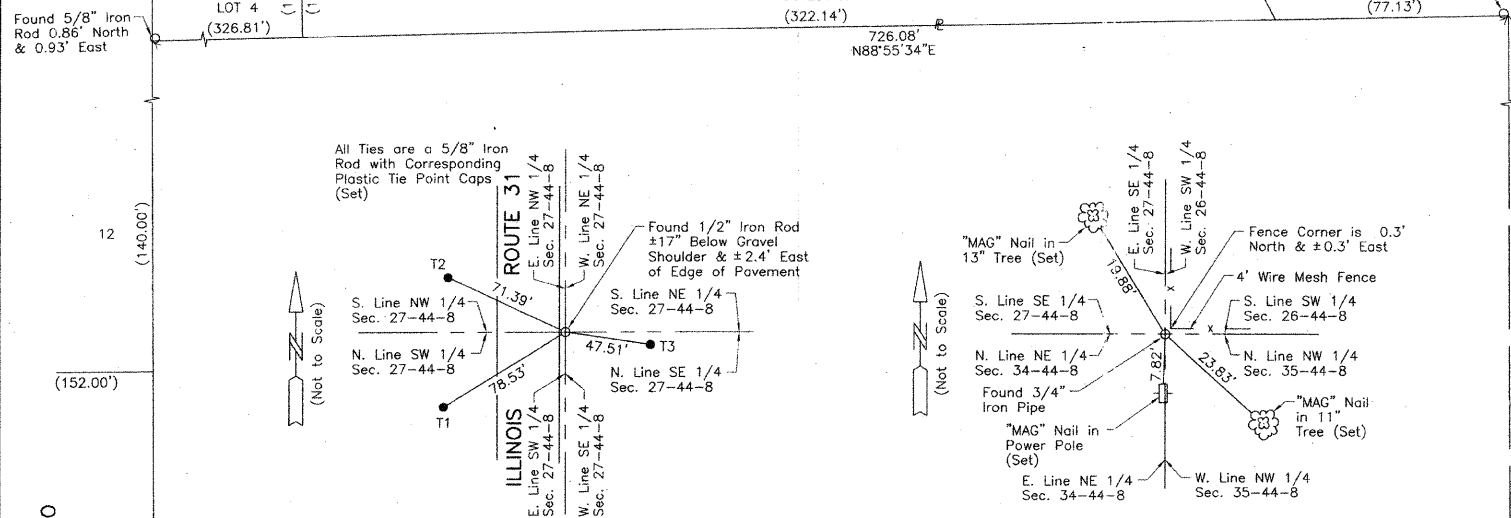 Found 5/8" Iron
Rod 0.86' North
& 0.93' East
LOT 4
(326.81')
(322.14')
(77.13')
726.08'
N88°55'34"E
12
(140.00')
(152.00')
All Ties are a 5/8" Iron
Rod with Corresponding
Plastic Tie Point Caps
(Set)
ILLINOIS ROUTE 31
E. Line NW 1/4
Sec. 27-44-8
W. Line NE 1/4
Sec. 27-44-8
Found 1/2" Iron Rod
±17" Below Gravel
Shoulder & ±2.4' East
of Edge of Pavement
T2
71.39'
S. Line NW 1/4
Sec. 27-44-8
S. Line NE 1/4
Sec. 27-44-8
N
(Not to Scale)
N. Line SW 1/4
Sec. 27-44-8
47.51'
T3
78.53'
N. Line SE 1/4
Sec. 27-44-8
T1
E. Line SW 1/4
Sec. 27-44-8
W. Line SE 1/4
Sec. 27-44-8
"MAG" Nail in
13" Tree (Set)
19.88'
E. Line SE 1/4
Sec. 27-44-8
W. Line SW 1/4
Sec. 26-44-8
Fence Corner is 0.3'
North & ±0.3' East
4' Wire Mesh Fence
x
x
S. Line SE 1/4
Sec. 27-44-8
S. Line SW 1/4
Sec. 26-44-8
N
(Not to Scale)
N. Line NE 1/4
Sec. 34-44-8
N. Line NW 1/4
Sec. 35-44-8
Found 3/4"
Iron Pipe
7.82'
23.83'
"MAG" Nail in
Power Pole
(Set)
"MAG" Nail
in 11"
Tree (Set)
E. Line NE 1/4
Sec. 34-44-8
W. Line NW 1/4
Sec. 35-44-8